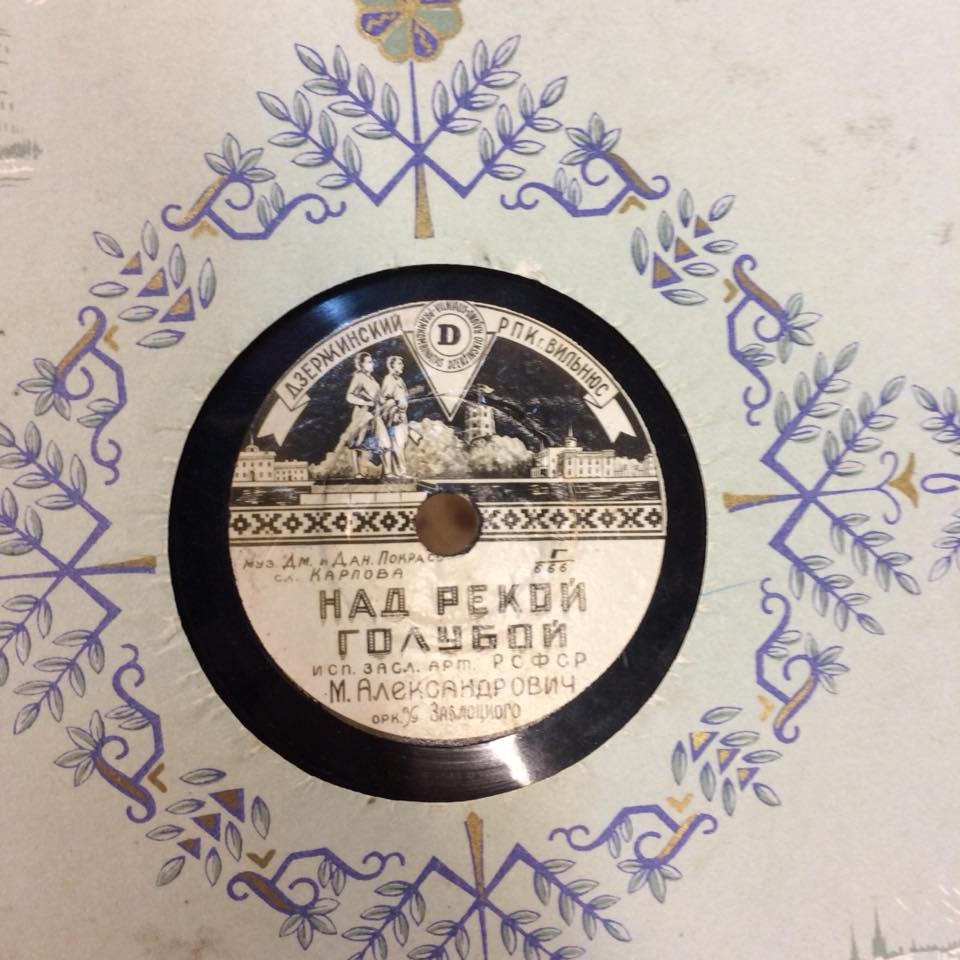 ДЗЕРЖИНСКИЙ РПК г. ВИЛЬНЮС
D
муз. Дм. и Дан. Покрасс
сл. Карпова
Г
666
НАД РЕКОЙ
ГОЛУБОЙ
исп. засл. арт. РСФСР
М. Александрович
орк. п/у Заблоцкого